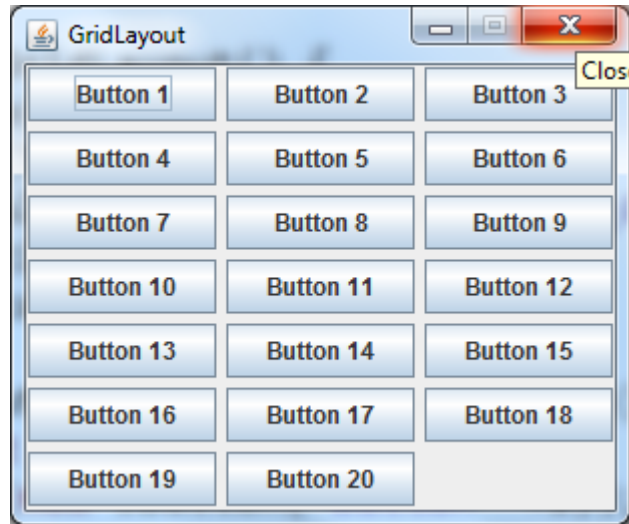 GridLayout
Clos
Button 1 Button 2 Button 3
Button 4 Button 5 Button 6
Button 7 Button 8 Button 9
Button 10 Button 11 Button 12
Button 13 Button 14 Button 15
Button 16 Button 17 Button 18
Button 19 Button 20